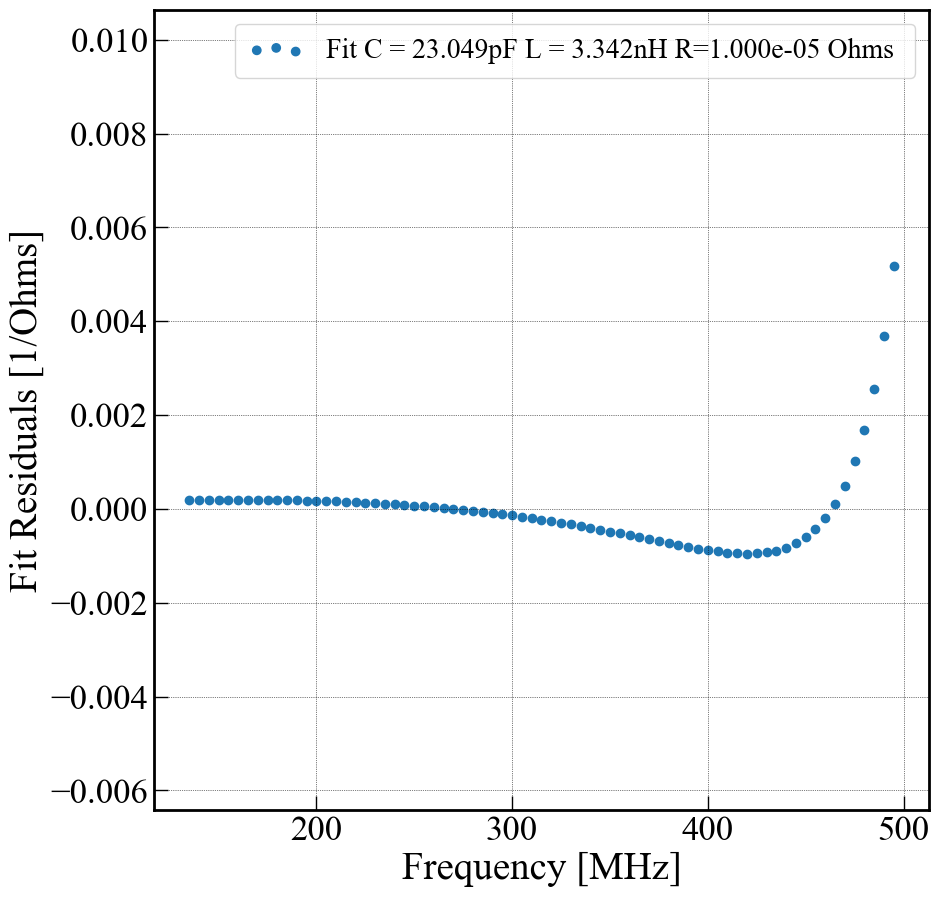 Fit C = 23.049pF L = 3.342nH R=1.000e-05 Ohms
0.010
0.008
0.006
0.004
0.002
0.000
−0.002
−0.004
−0.006
Fit Residuals [1/Ohms]
200 300 400 500
Frequency [MHz]